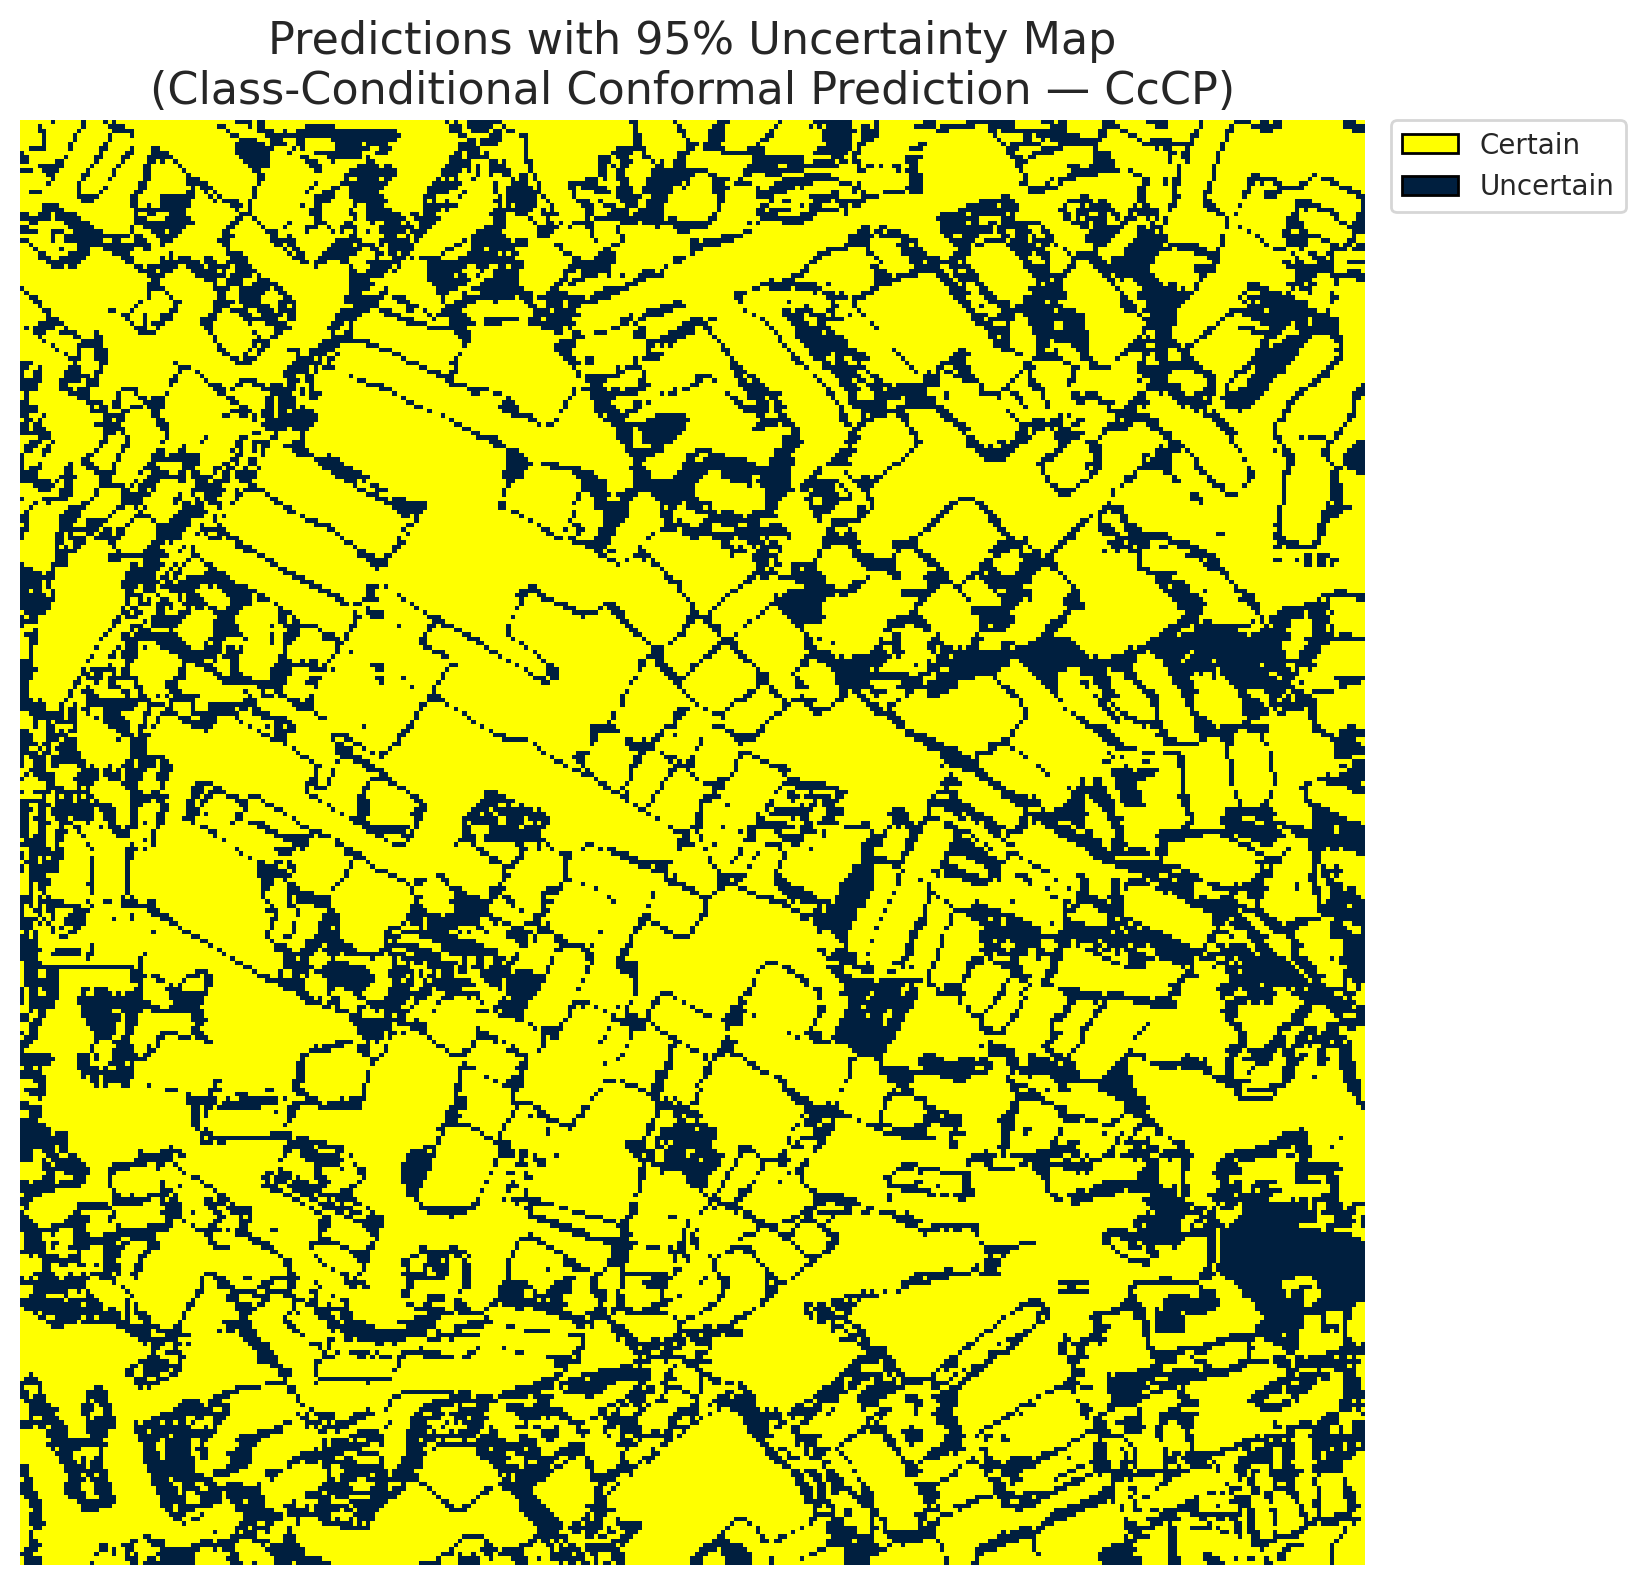 Predictions with 95% Uncertainty Map
(Class-Conditional Conformal Prediction — CcCP)
Certain
Uncertain